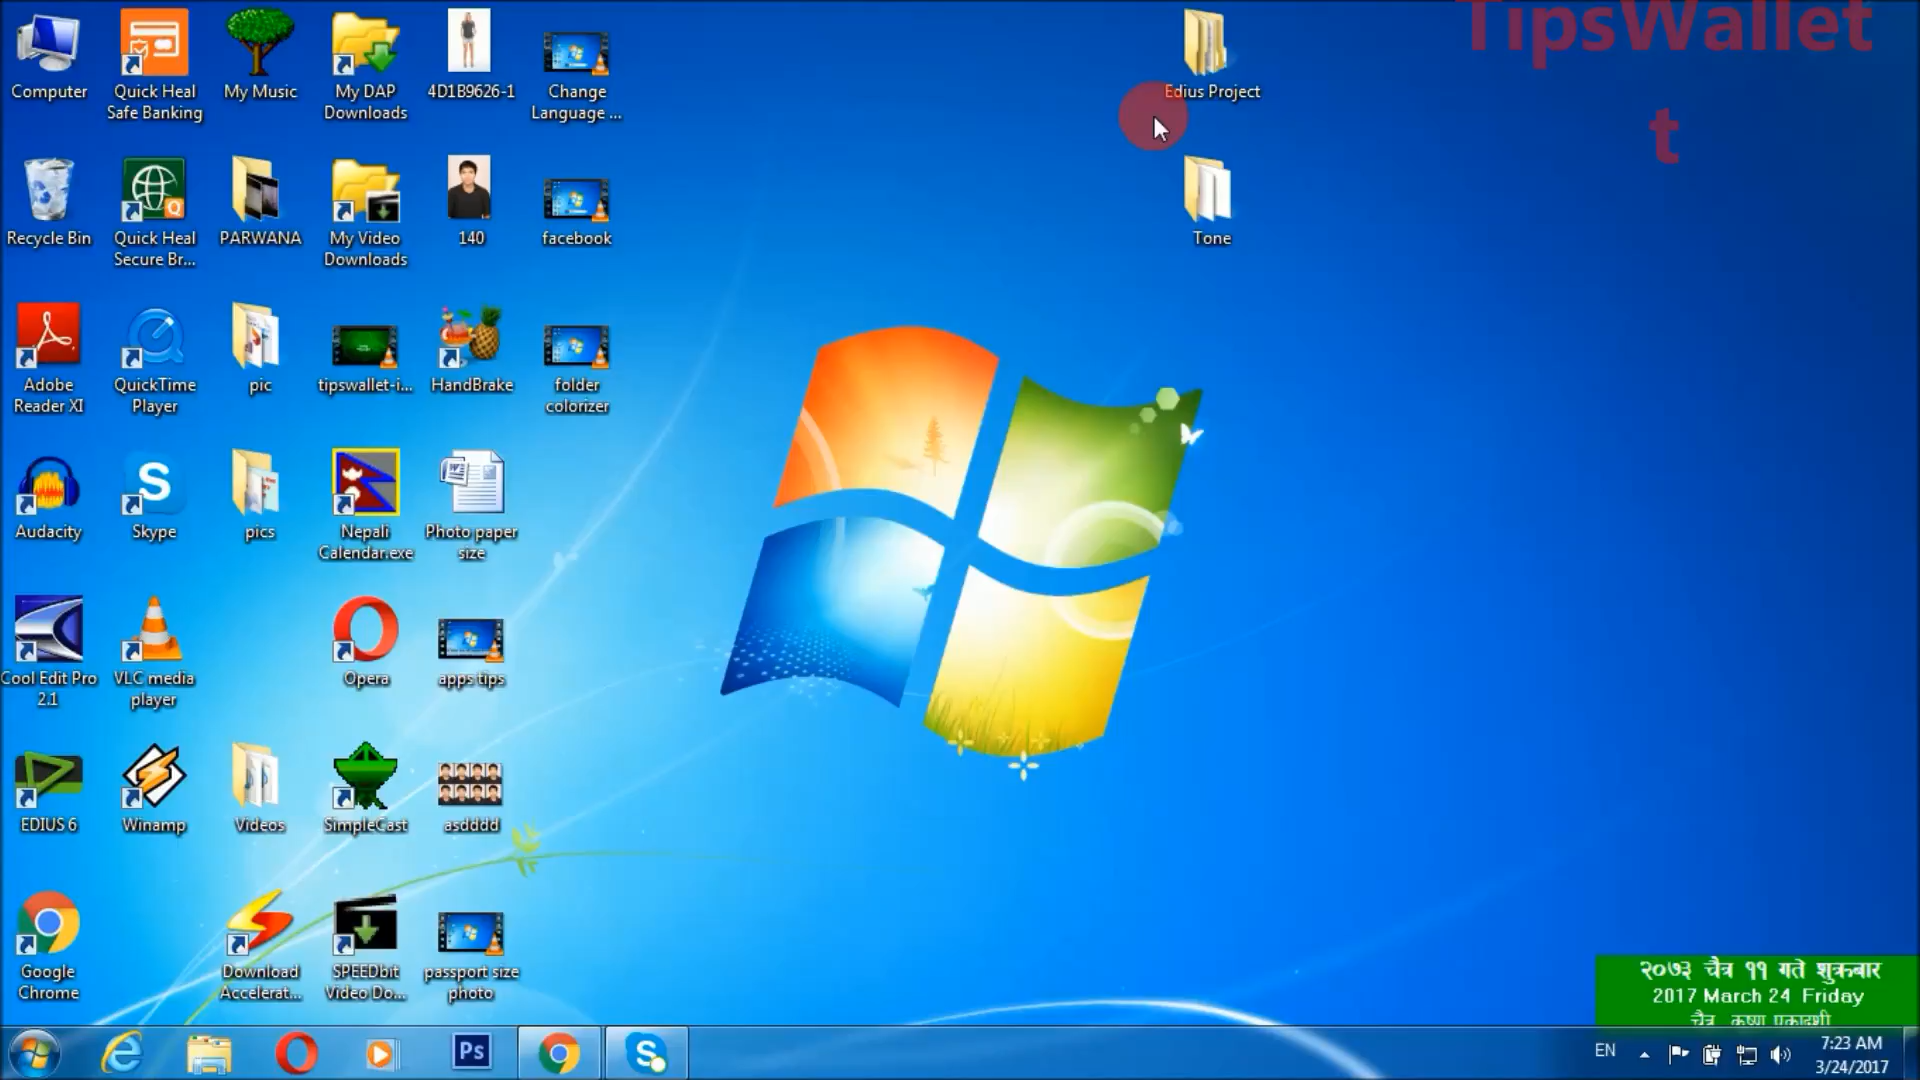 TipsWallet
t
Computer
Quick Heal
Safe Banking
My Music
My DAP
Downloads
4D1B9626-1
Change
Language ...
Edius Project
Recycle Bin
Quick Heal
Secure Br...
PARWANA
My Video
Downloads
140
facebook
Tone
Adobe
Reader XI
QuickTime
Player
pic
tipswallet-i...
HandBrake
folder
colorizer
Audacity
Skype
pics
Nepali
Calendar.exe
Photo paper
size
Cool Edit Pro
2.1
VLC media
player
Opera
apps tips
EDIUS 6
Winamp
Videos
SimpleCast
asdddd
Google
Chrome
Download
Accelerat...
SPEEDbit
Video Do...
passport size
photo
२०७३ चैत्र ११ गते शुक्रबार
2017 March 24 Friday
चैत्र कृष्ण एकादशी
Ps
EN
7:23 AM
3/24/2017